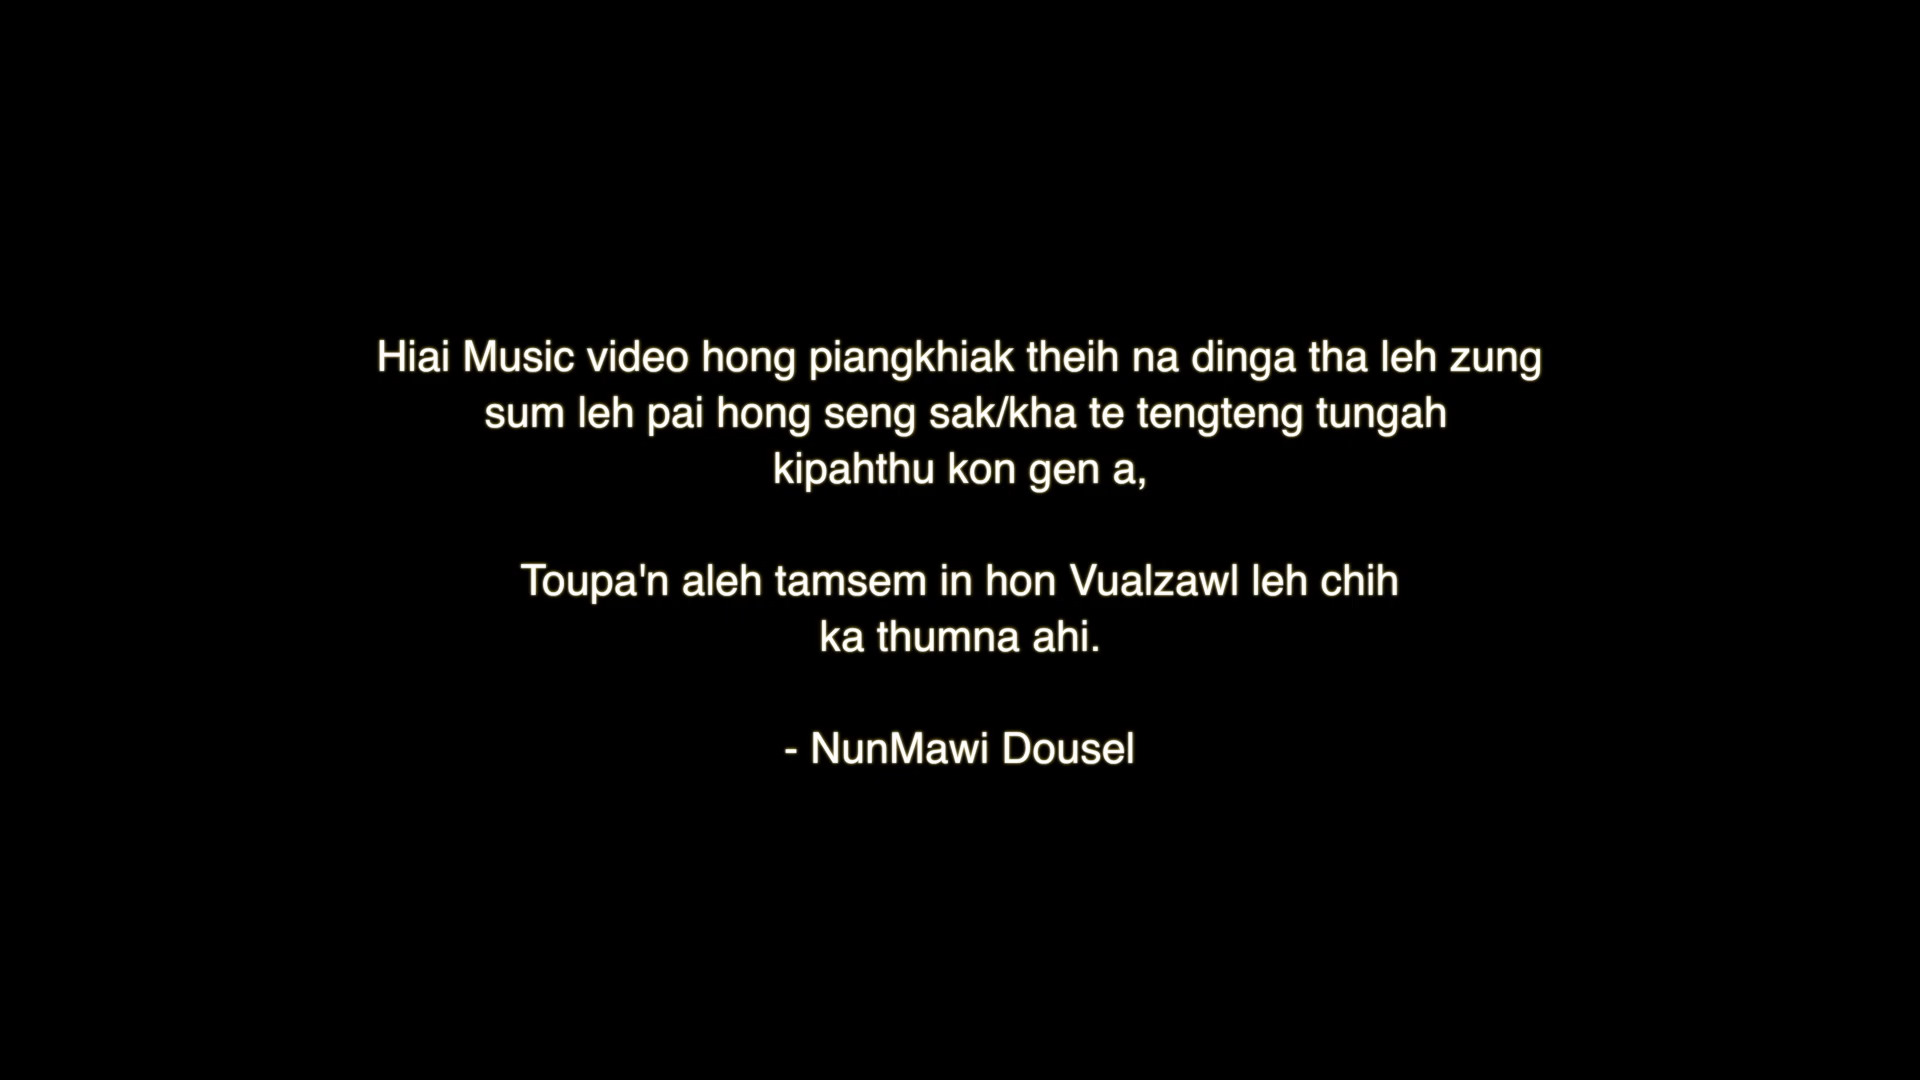 Hiai Music video hong piangkhiak theih na dinga tha leh zung
sum leh pai hong seng sak/kha te tengteng tungah
kipahthu kon gen a,
Toupa'n aleh tamsem in hon Vualzawl leh chih
ka thumna ahi.
- NunMawi Dousel